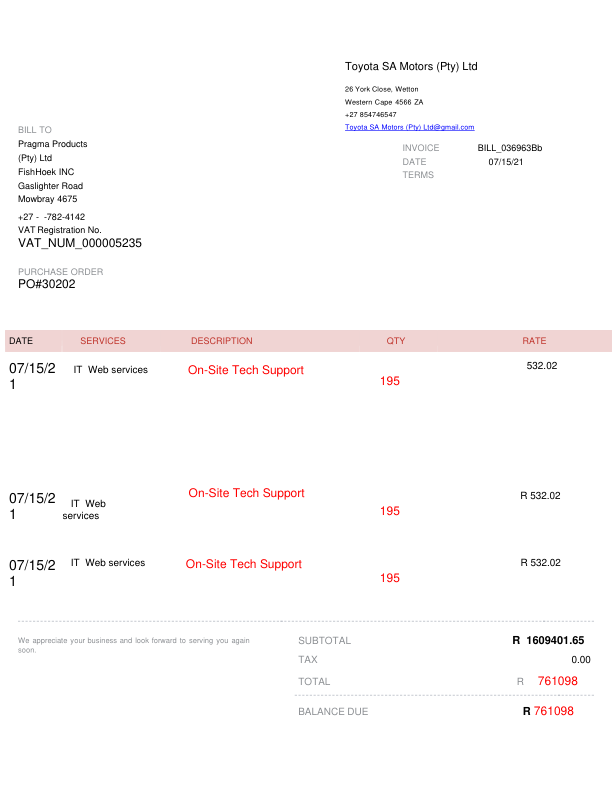 Toyota SA Motors (Pty) Ltd
26 York Close, Wetton
Western Cape 4566 ZA
+27 854746547
Toyota SA Motors (Pty) Ltd@gmail.com
INVOICE BILL_036963Bb
DATE 07/15/21
TERMS
BILL TO
Pragma Products
(Pty) Ltd
FishHoek INC
Gaslighter Road
Mowbray 4675
+27 - -782-4142
VAT Registration No.
VAT_NUM_000005235
PURCHASE ORDER
PO#30202
DATE SERVICES DESCRIPTION QTY RATE
07/15/2 IT Web services On-Site Tech Support 532.02
1 195
07/15/2 IT Web On-Site Tech Support R 532.02
1 services 195
07/15/2 IT Web services On-Site Tech Support R 532.02
1 195
We appreciate your business and look forward to serving you again
soon.
SUBTOTAL R 1609401.65
TAX 0.00
TOTAL R 761098
BALANCE DUE R 761098